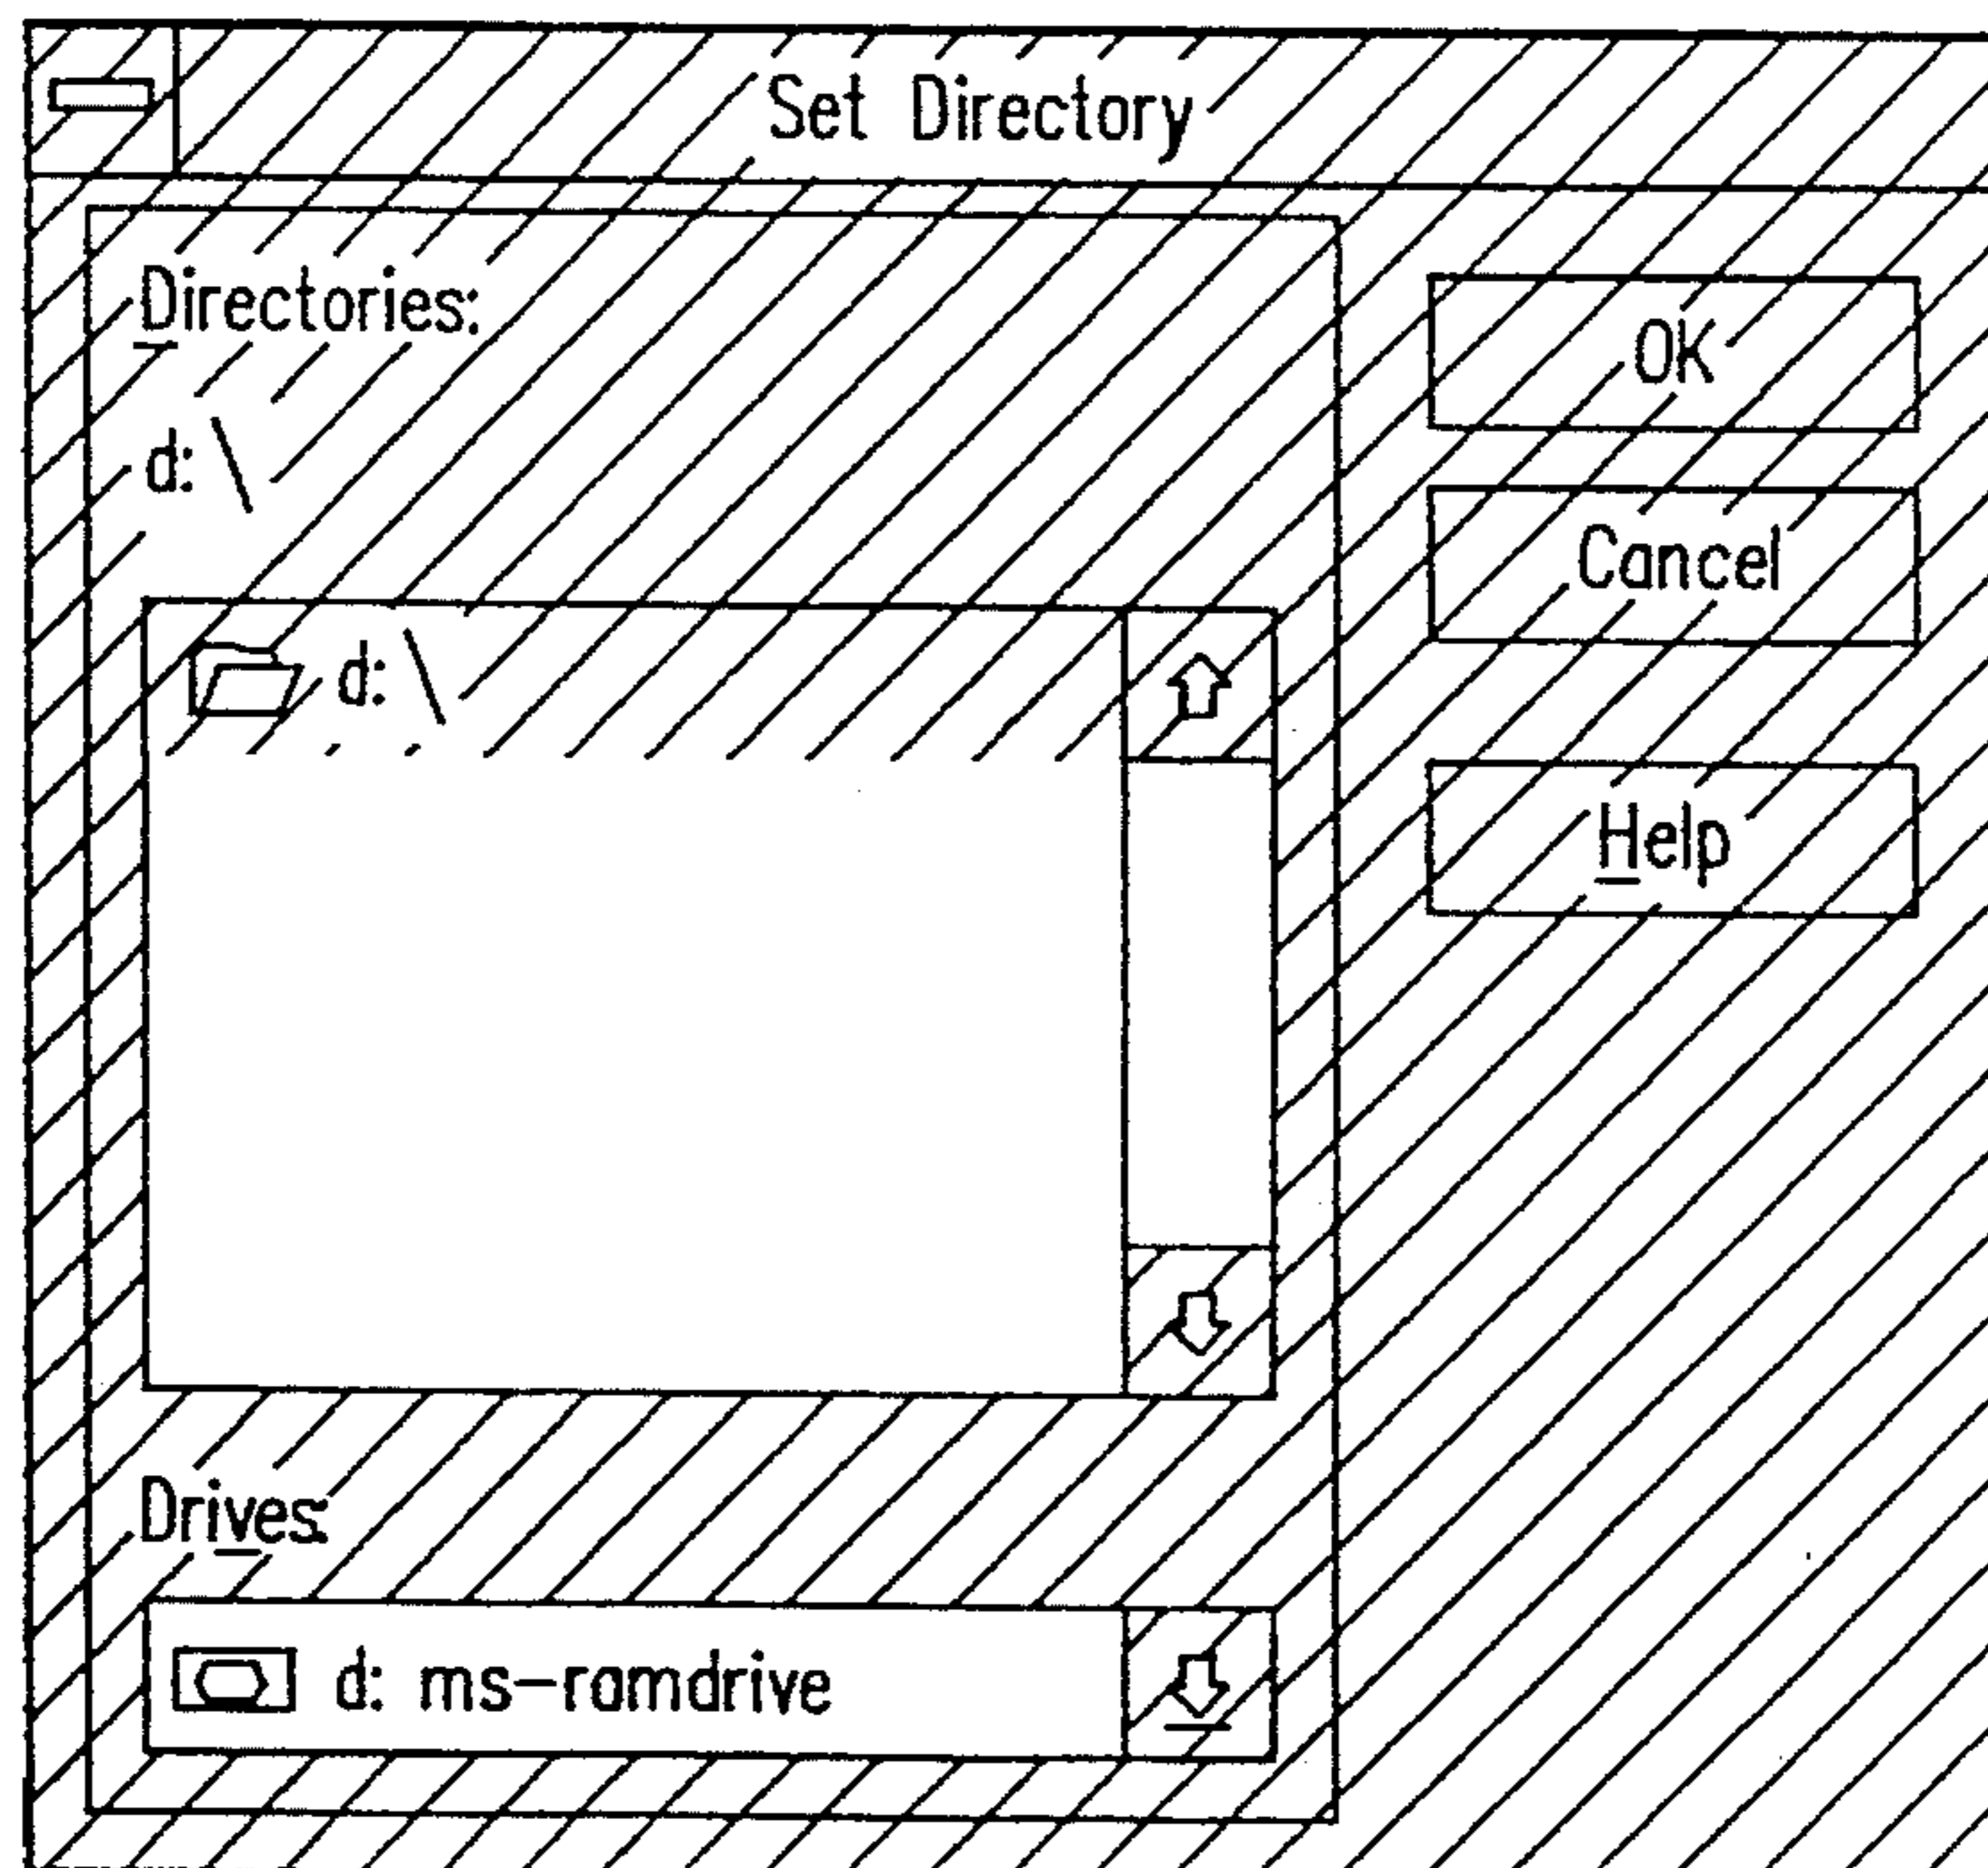 Set Directory
Directories:
d:\
d:\
Drives:
d: ms-ramdrive
OK
Cancel
Help